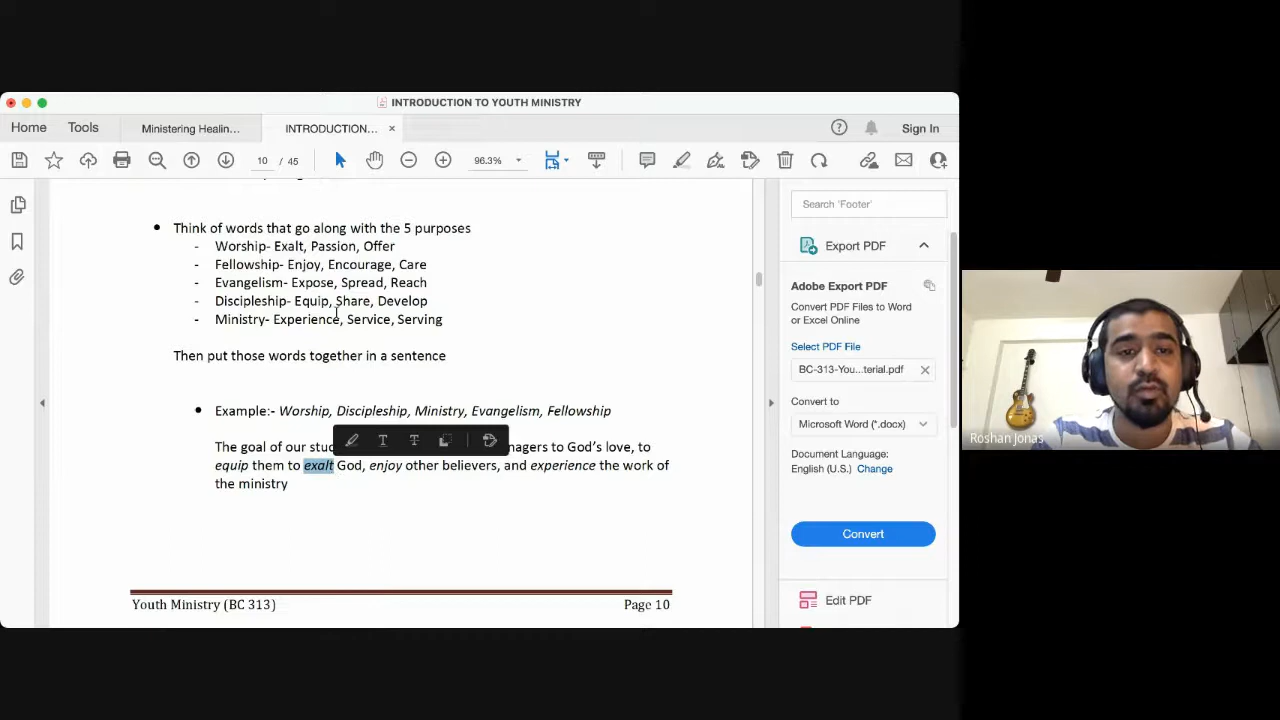 INTRODUCTION TO YOUTH MINISTRY
Home Tools Ministering Healin... INTRODUCTION... × Sign In
10 / 45 96.3%
Search 'Footer'
• Think of words that go along with the 5 purposes
- Worship- Exalt, Passion, Offer
- Fellowship- Enjoy, Encourage, Care
- Evangelism- Expose, Spread, Reach
- Discipleship- Equip, Share, Develop
- Ministry- Experience, Service, Serving
Then put those words together in a sentence
• Example:- Worship, Discipleship, Ministry, Evangelism, Fellowship
The goal of our to God's love, to
equip them to exalt God, enjoy other believers, and experience the work of
the ministry
Youth Ministry (BC 313) Page 10
Export PDF
Adobe Export PDF
Convert PDF Files to Word
or Excel Online
Select PDF File
BC-313-You...terial.pdf
Convert to
Microsoft Word (*.docx)
Document Language:
English (U.S.) Change
Convert
Edit PDF
Roshan Jonas